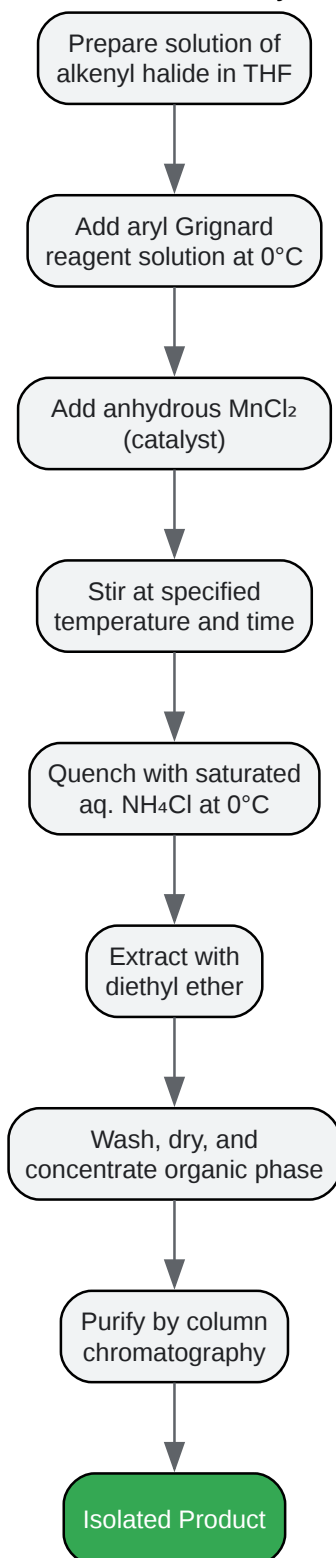 Prepare solution of
alkenyl halide in THF
Add aryl Grignard
reagent solution at 0°C
Add anhydrous MnCl₂
(catalyst)
Stir at specified
temperature and time
Quench with saturated
aq. NH₄Cl at 0°C
Extract with
diethyl ether
Wash, dry, and
concentrate organic phase
Purify by column
chromatography
Isolated Product